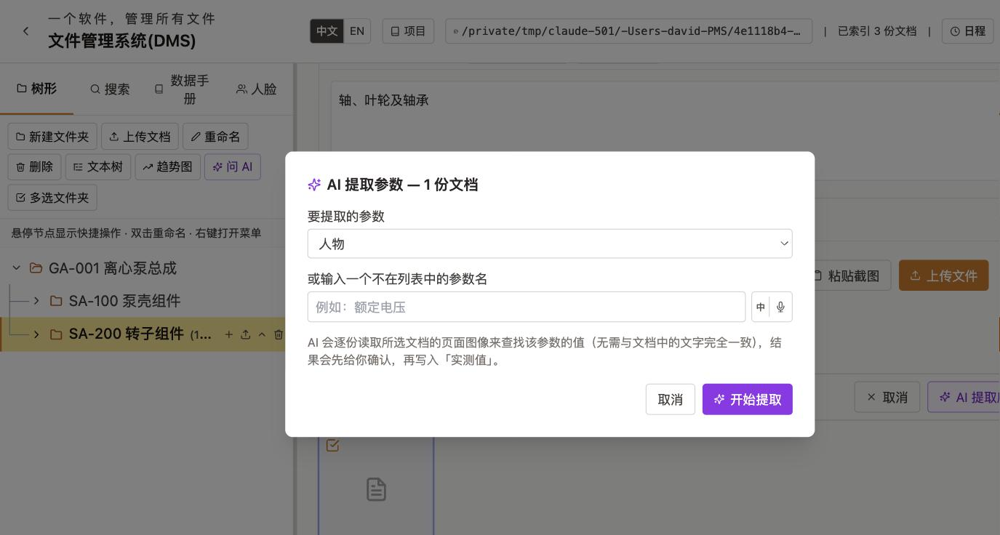 一个软件，管理所有文件
文件管理系统(DMS)
中文 EN
项目
/private/tmp/claude-501/-Users-david-PMS/4e1118b4-…
| 已索引 3 份文档 |
日程
树形
搜索
数据手册
人脸
新建文件夹 上传文档 重命名
删除 文本树 趋势图 问 AI
多选文件夹
悬停节点显示快捷操作 · 双击重命名 · 右键打开菜单
GA-001 离心泵总成
SA-100 泵壳组件
SA-200 转子组件 (1...
轴、叶轮及轴承
粘贴截图 上传文件
取消 AI 提取
AI 提取参数 — 1 份文档
要提取的参数
人物
或输入一个不在列表中的参数名
例如：额定电压
中
AI 会逐份读取所选文档的页面图像来查找该参数的值（无需与文档中的文字完全一致），结
果会先给你确认，再写入「实测值」。
取消 开始提取